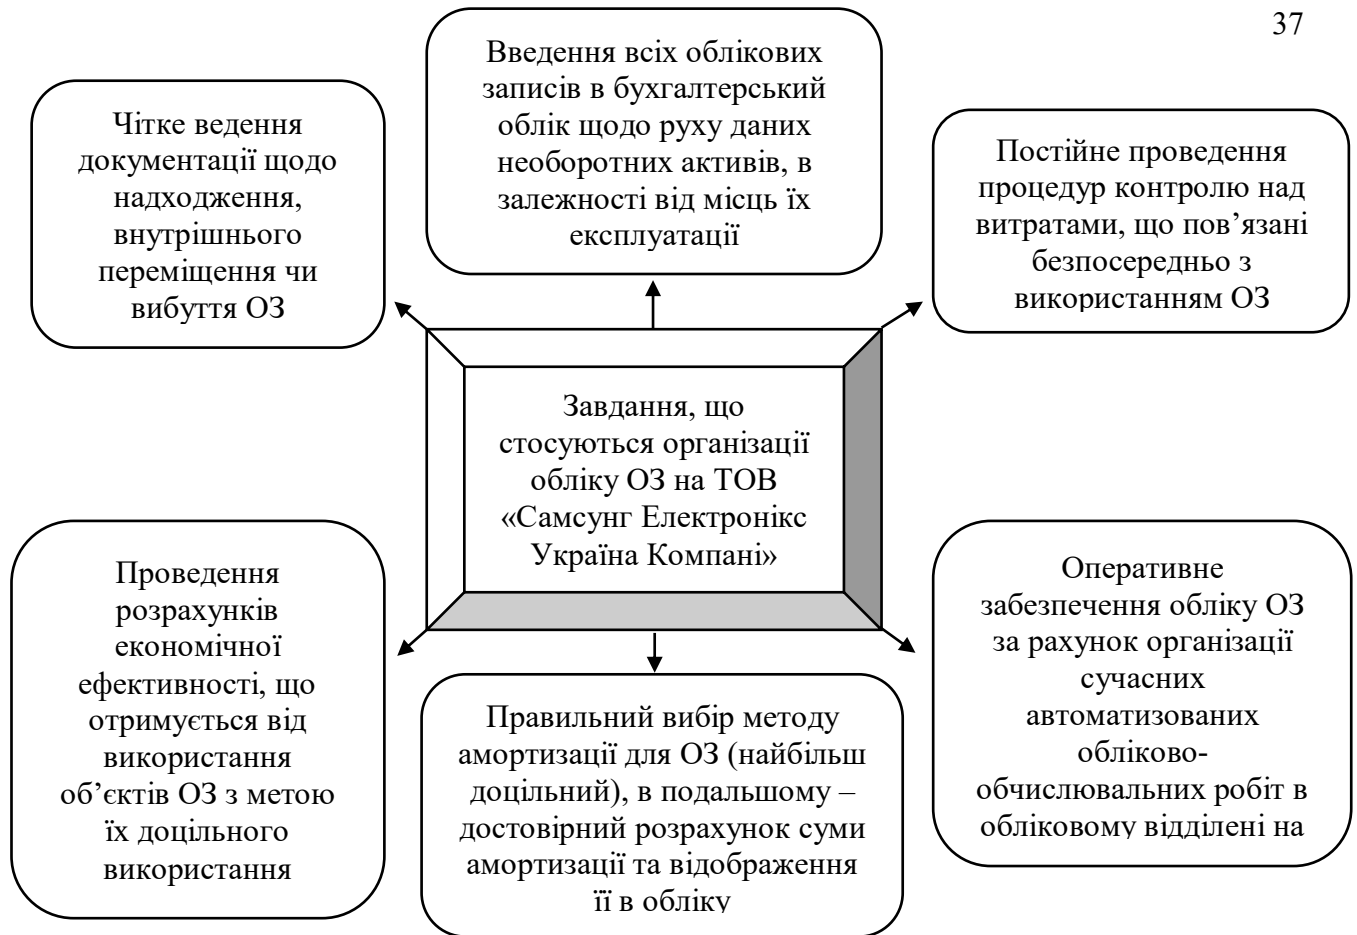 37
Чітке ведення
документації щодо
надходження,
внутрішнього
переміщення чи
вибуття ОЗ
Введення всіх облікових
записів в бухгалтерський
облік щодо руху даних
необоротних активів, в
залежності від місць їх
експлуатації
Постійне проведення
процедур контролю над
витратами, що пов’язані
безпосередньо з
використанням ОЗ
Завдання, що
стосуються організації
обліку ОЗ на ТОВ
«Самсунг Електронікс
Україна Компані»
Проведення
розрахунків
економічної
ефективності, що
отримується від
використання
об’єктів ОЗ з метою
їх доцільного
використання
Правильний вибір методу
амортизації для ОЗ (найбільш
доцільний), в подальшому –
достовірний розрахунок суми
амортизації та відображення
її в обліку
Оперативне
забезпечення обліку ОЗ
за рахунок організації
сучасних
автоматизованих
обліково-
обчислювальних робіт в
обліковому відділені на